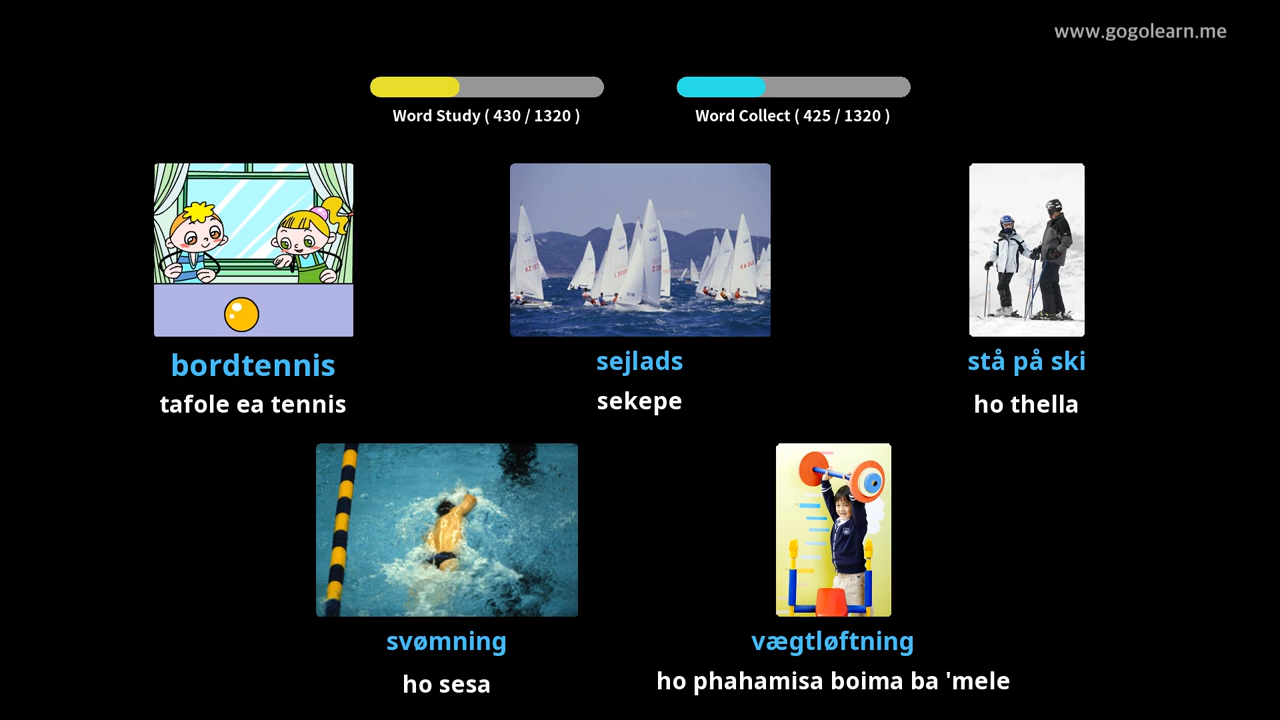 www.gogolearn.me
Word Study ( 430 / 1320 )
Word Collect ( 425 / 1320 )
bordtennis
tafole ea tennis
sejlads
sekepe
stå på ski
ho thella
svømning
ho sesa
vægtløftning
ho phahamisa boima ba 'mele